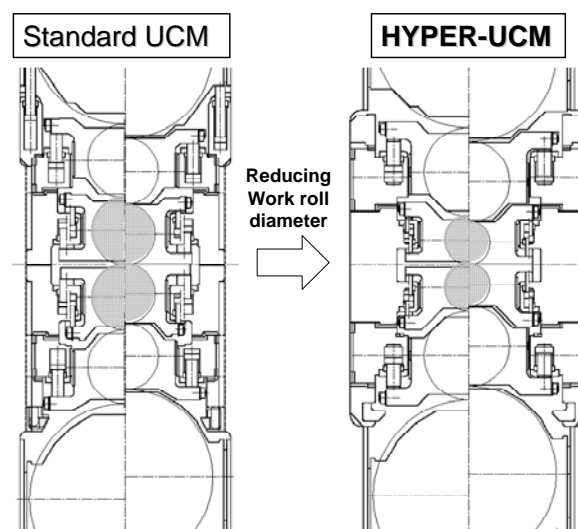 Standard UCM
HYPER-UCM
Reducing
Work roll
diameter